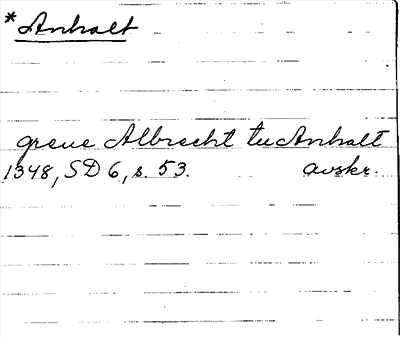 * Anhalt
greue Albrecht tu Anhalt
1348, SD 6, s. 53. avskr.